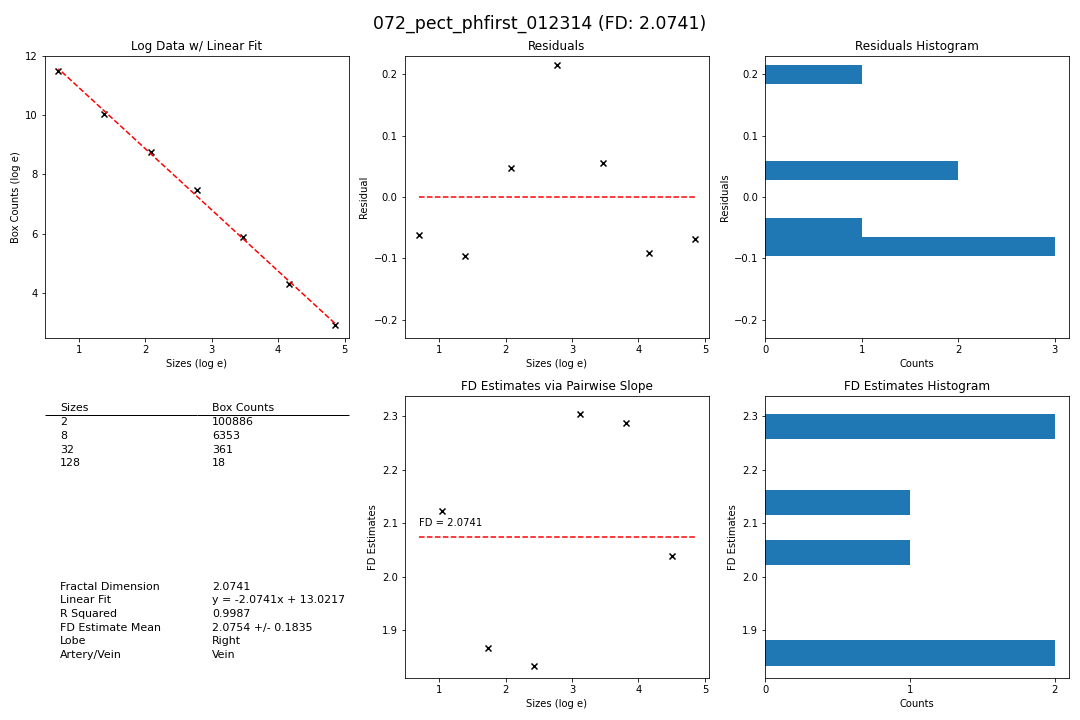 072_pect_phfirst_012314 (FD: 2.0741)
Log Data w/ Linear Fit
12
10
8
6
4
Box Counts (log e)
1 2 3 4 5
Sizes (log e)
Residuals
0.2
0.1
0.0
−0.1
−0.2
Residual
1 2 3 4 5
Sizes (log e)
Residuals Histogram
0.2
0.1
0.0
−0.1
−0.2
Residuals
0 1 2 3
Counts
Sizes Box Counts
2 100886
8 6353
32 361
128 18
Fractal Dimension 2.0741
Linear Fit y = -2.0741x + 13.0217
R Squared 0.9987
FD Estimate Mean 2.0754 +/- 0.1835
Lobe Right
Artery/Vein Vein
FD Estimates via Pairwise Slope
2.3
2.2
2.1
2.0
1.9
FD Estimates
FD = 2.0741
1 2 3 4 5
Sizes (log e)
FD Estimates Histogram
2.3
2.2
2.1
2.0
1.9
FD Estimates
0 1 2
Counts